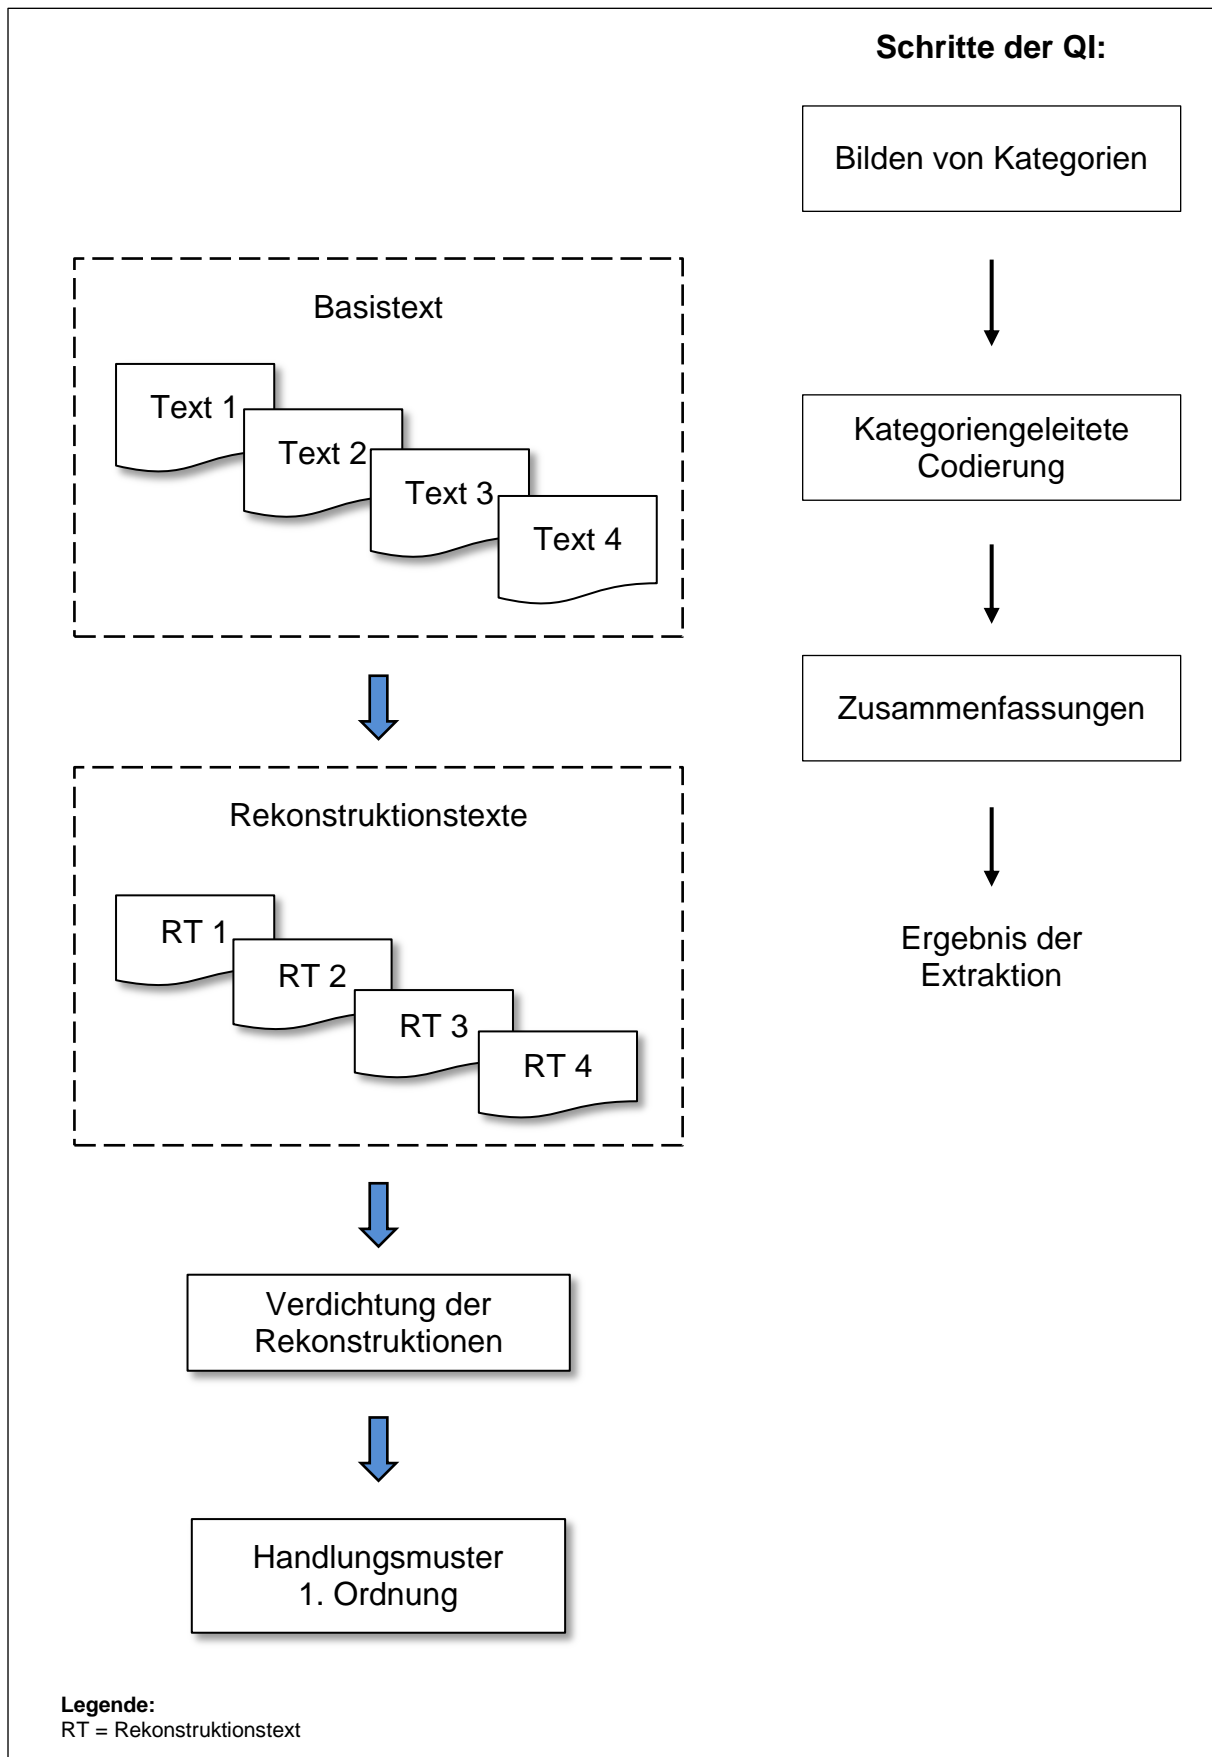 Schritte der QI:
Bilden von Kategorien
Basistext
Text 1
Text 2
Text 3
Text 4
Kategoriengeleitete
Codierung
Zusammenfassungen
Rekonstruktionstexte
RT 1
RT 2
RT 3
RT 4
Ergebnis der
Extraktion
Verdichtung der
Rekonstruktionen
Handlungsmuster
1. Ordnung
Legende:
RT = Rekonstruktionstext